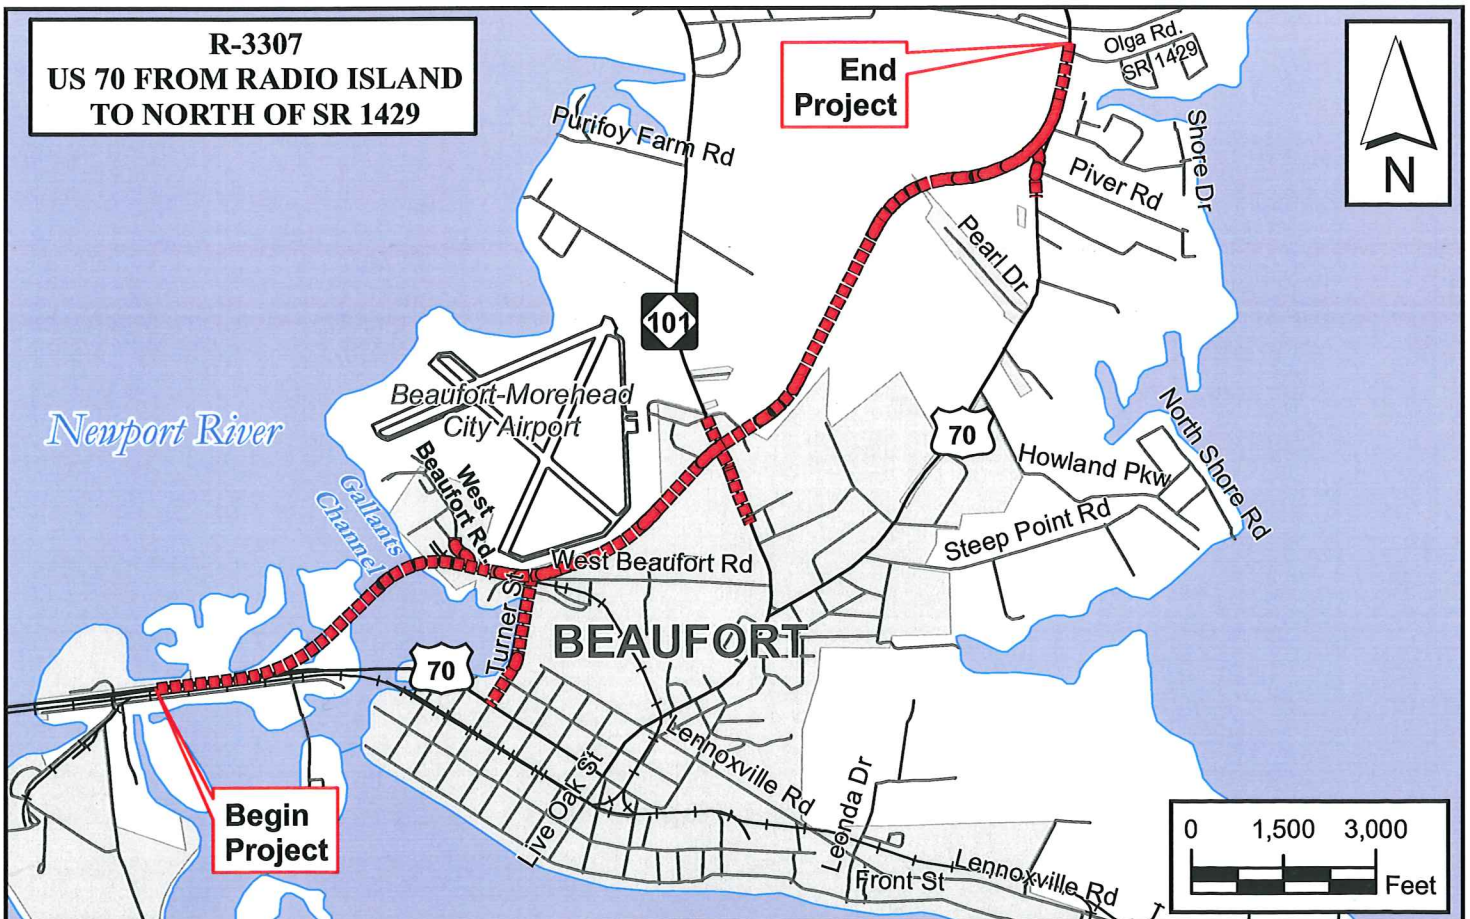 R-3307
US 70 FROM RADIO ISLAND
TO NORTH OF SR 1429
End
Project
Olga Rd.
SR 1429
N
Purifoy Farm Rd
Shore Dr
Piver Rd
Pearl Dr
101
Beaufort-Morehead
City Airport
Newport River
70
North Shore Rd
Howland Pkw
West
Beaufort Rd.
Gallants
Channel
Steep Point Rd
West Beaufort Rd
Turner St
BEAUFORT
70
Lennoxville Rd
Live Oak St
Leonda Dr
Begin
Project
Front St
Lennoxville Rd
0 1,500 3,000
Feet